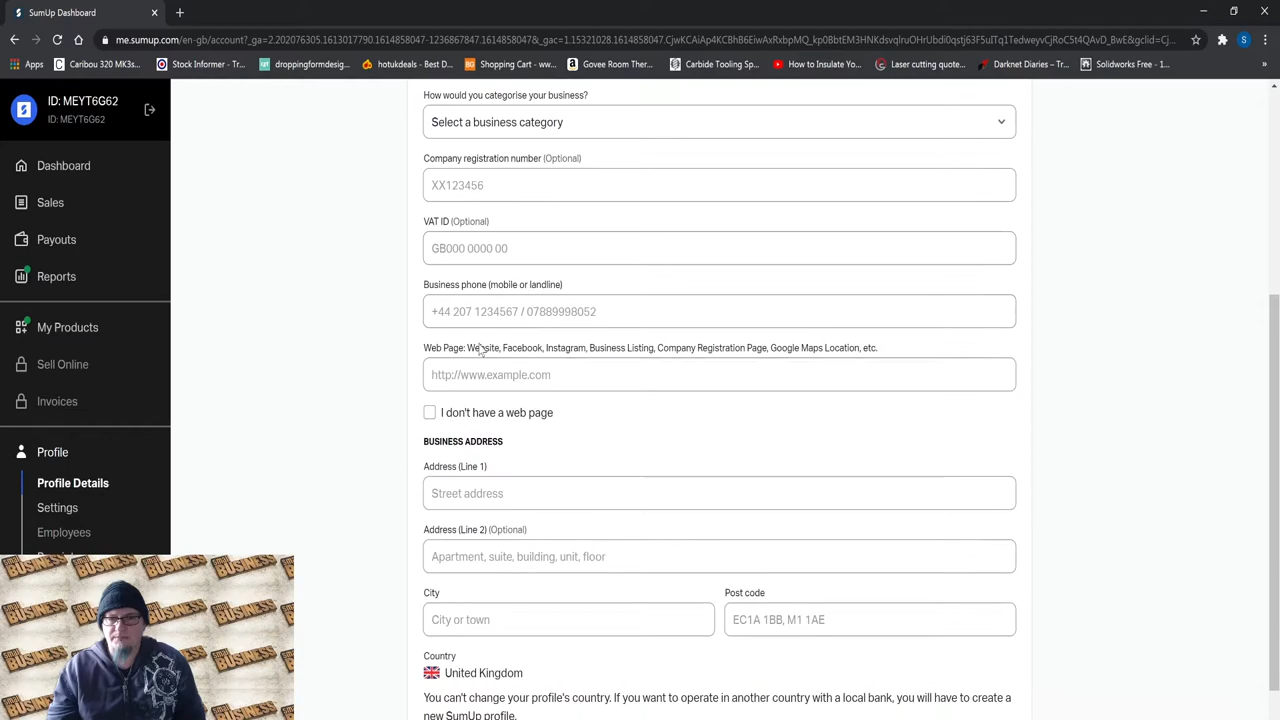 SumUp Dashboard
me.sumup.com/en-gb/account?_ga=2.202076305.1613017790.1614858047-1236867847.1614858047&_gac=1.15321028.1614858047.
Apps
Caribou 320 MK3s...
Stock Informer - Tr...
droppingformdesig...
hotukdeals - Best D...
Shopping Cart - ww...
Govee Room Ther...
Carbide Tooling Sp...
How to Insulate Yo...
Laser cutting quote...
Darknet Diaries – Tr...
Solidworks Free - 1...
»
ID: MEYT6G62
ID: MEYT6G62
Dashboard
Sales
Payouts
Reports
My Products
Sell Online
Invoices
Profile
Profile Details
Settings
Employees
How would you categorise your business?
Select a business category
Company registration number (Optional)
XX123456
VAT ID (Optional)
GB000 0000 00
Business phone (mobile or landline)
+44 207 1234567 / 07889998052
Web Page: Website, Facebook, Instagram, Business Listing, Company Registration Page, Google Maps Location, etc.
http://www.example.com
I don't have a web page
BUSINESS ADDRESS
Address (Line 1)
Street address
Address (Line 2) (Optional)
Apartment, suite, building, unit, floor
City
Post code
City or town
EC1A 1BB, M1 1AE
Country
United Kingdom
You can't change your profile's country. If you want to operate in another country with a local bank, you will have to create a
new SumUp profile.